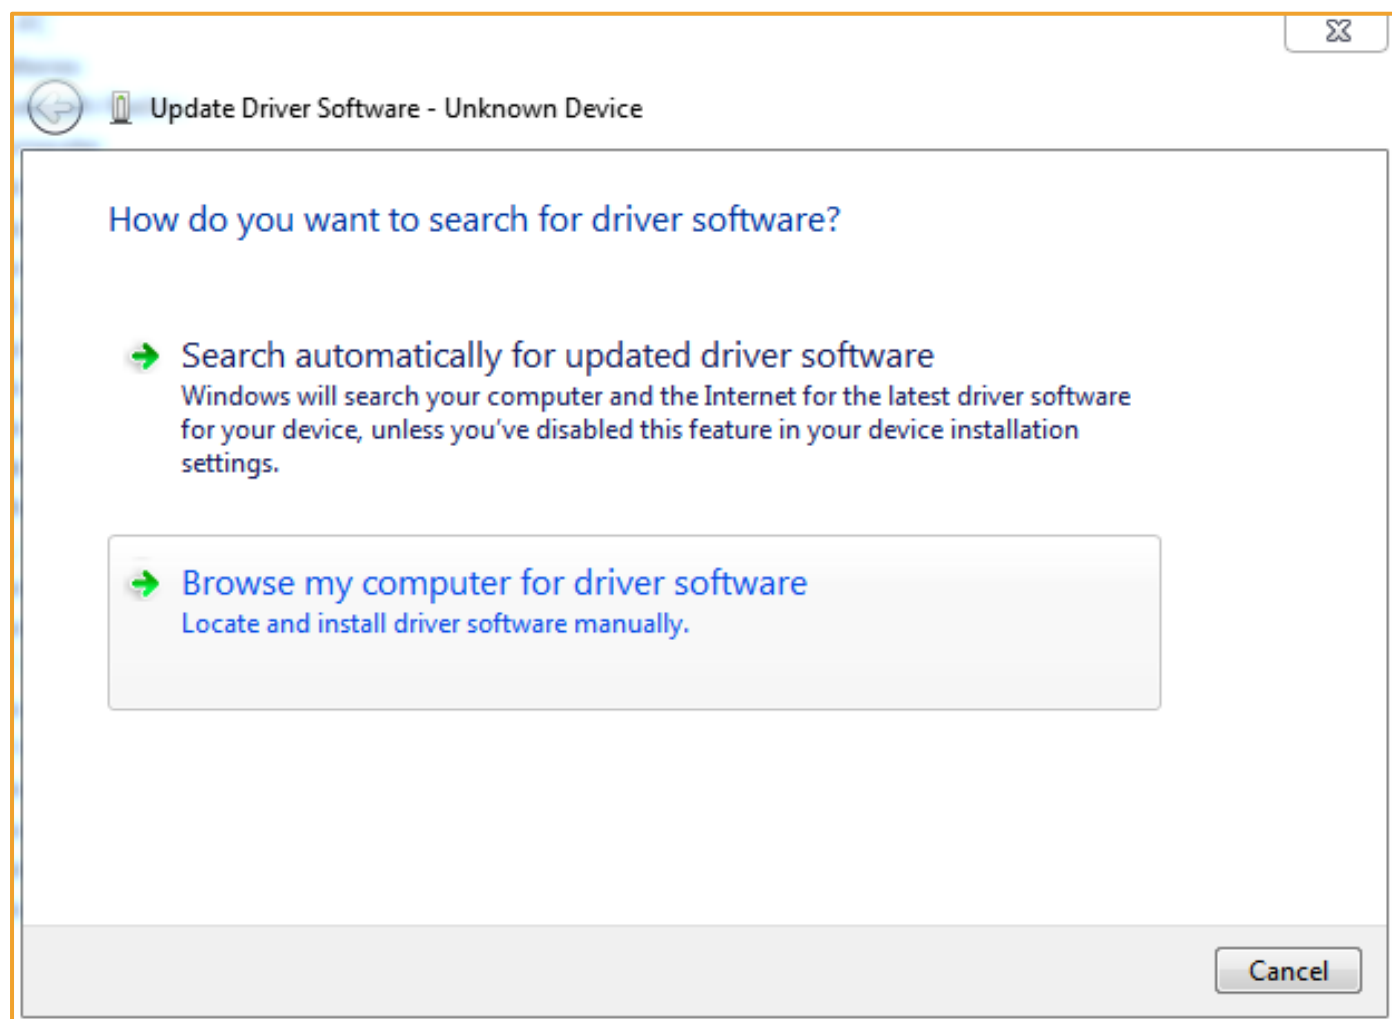 Update Driver Software - Unknown Device
How do you want to search for driver software?
Search automatically for updated driver software
Windows will search your computer and the Internet for the latest driver software
for your device, unless you've disabled this feature in your device installation
settings.
Browse my computer for driver software
Locate and install driver software manually.
Cancel